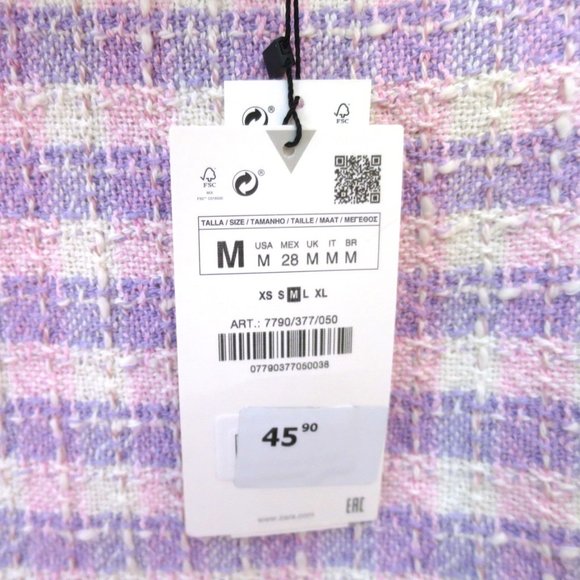 FSC
FSC
TALLA / SIZE / TAMANHO / TAILLE / MAAT / ΜΕΓΕΘΟΣ
M USA MEX UK IT BR
M 28 M M M
XS S M L XL
ART.: 7790/377/050
07790377050038
45 90
www.zara.com
EAC